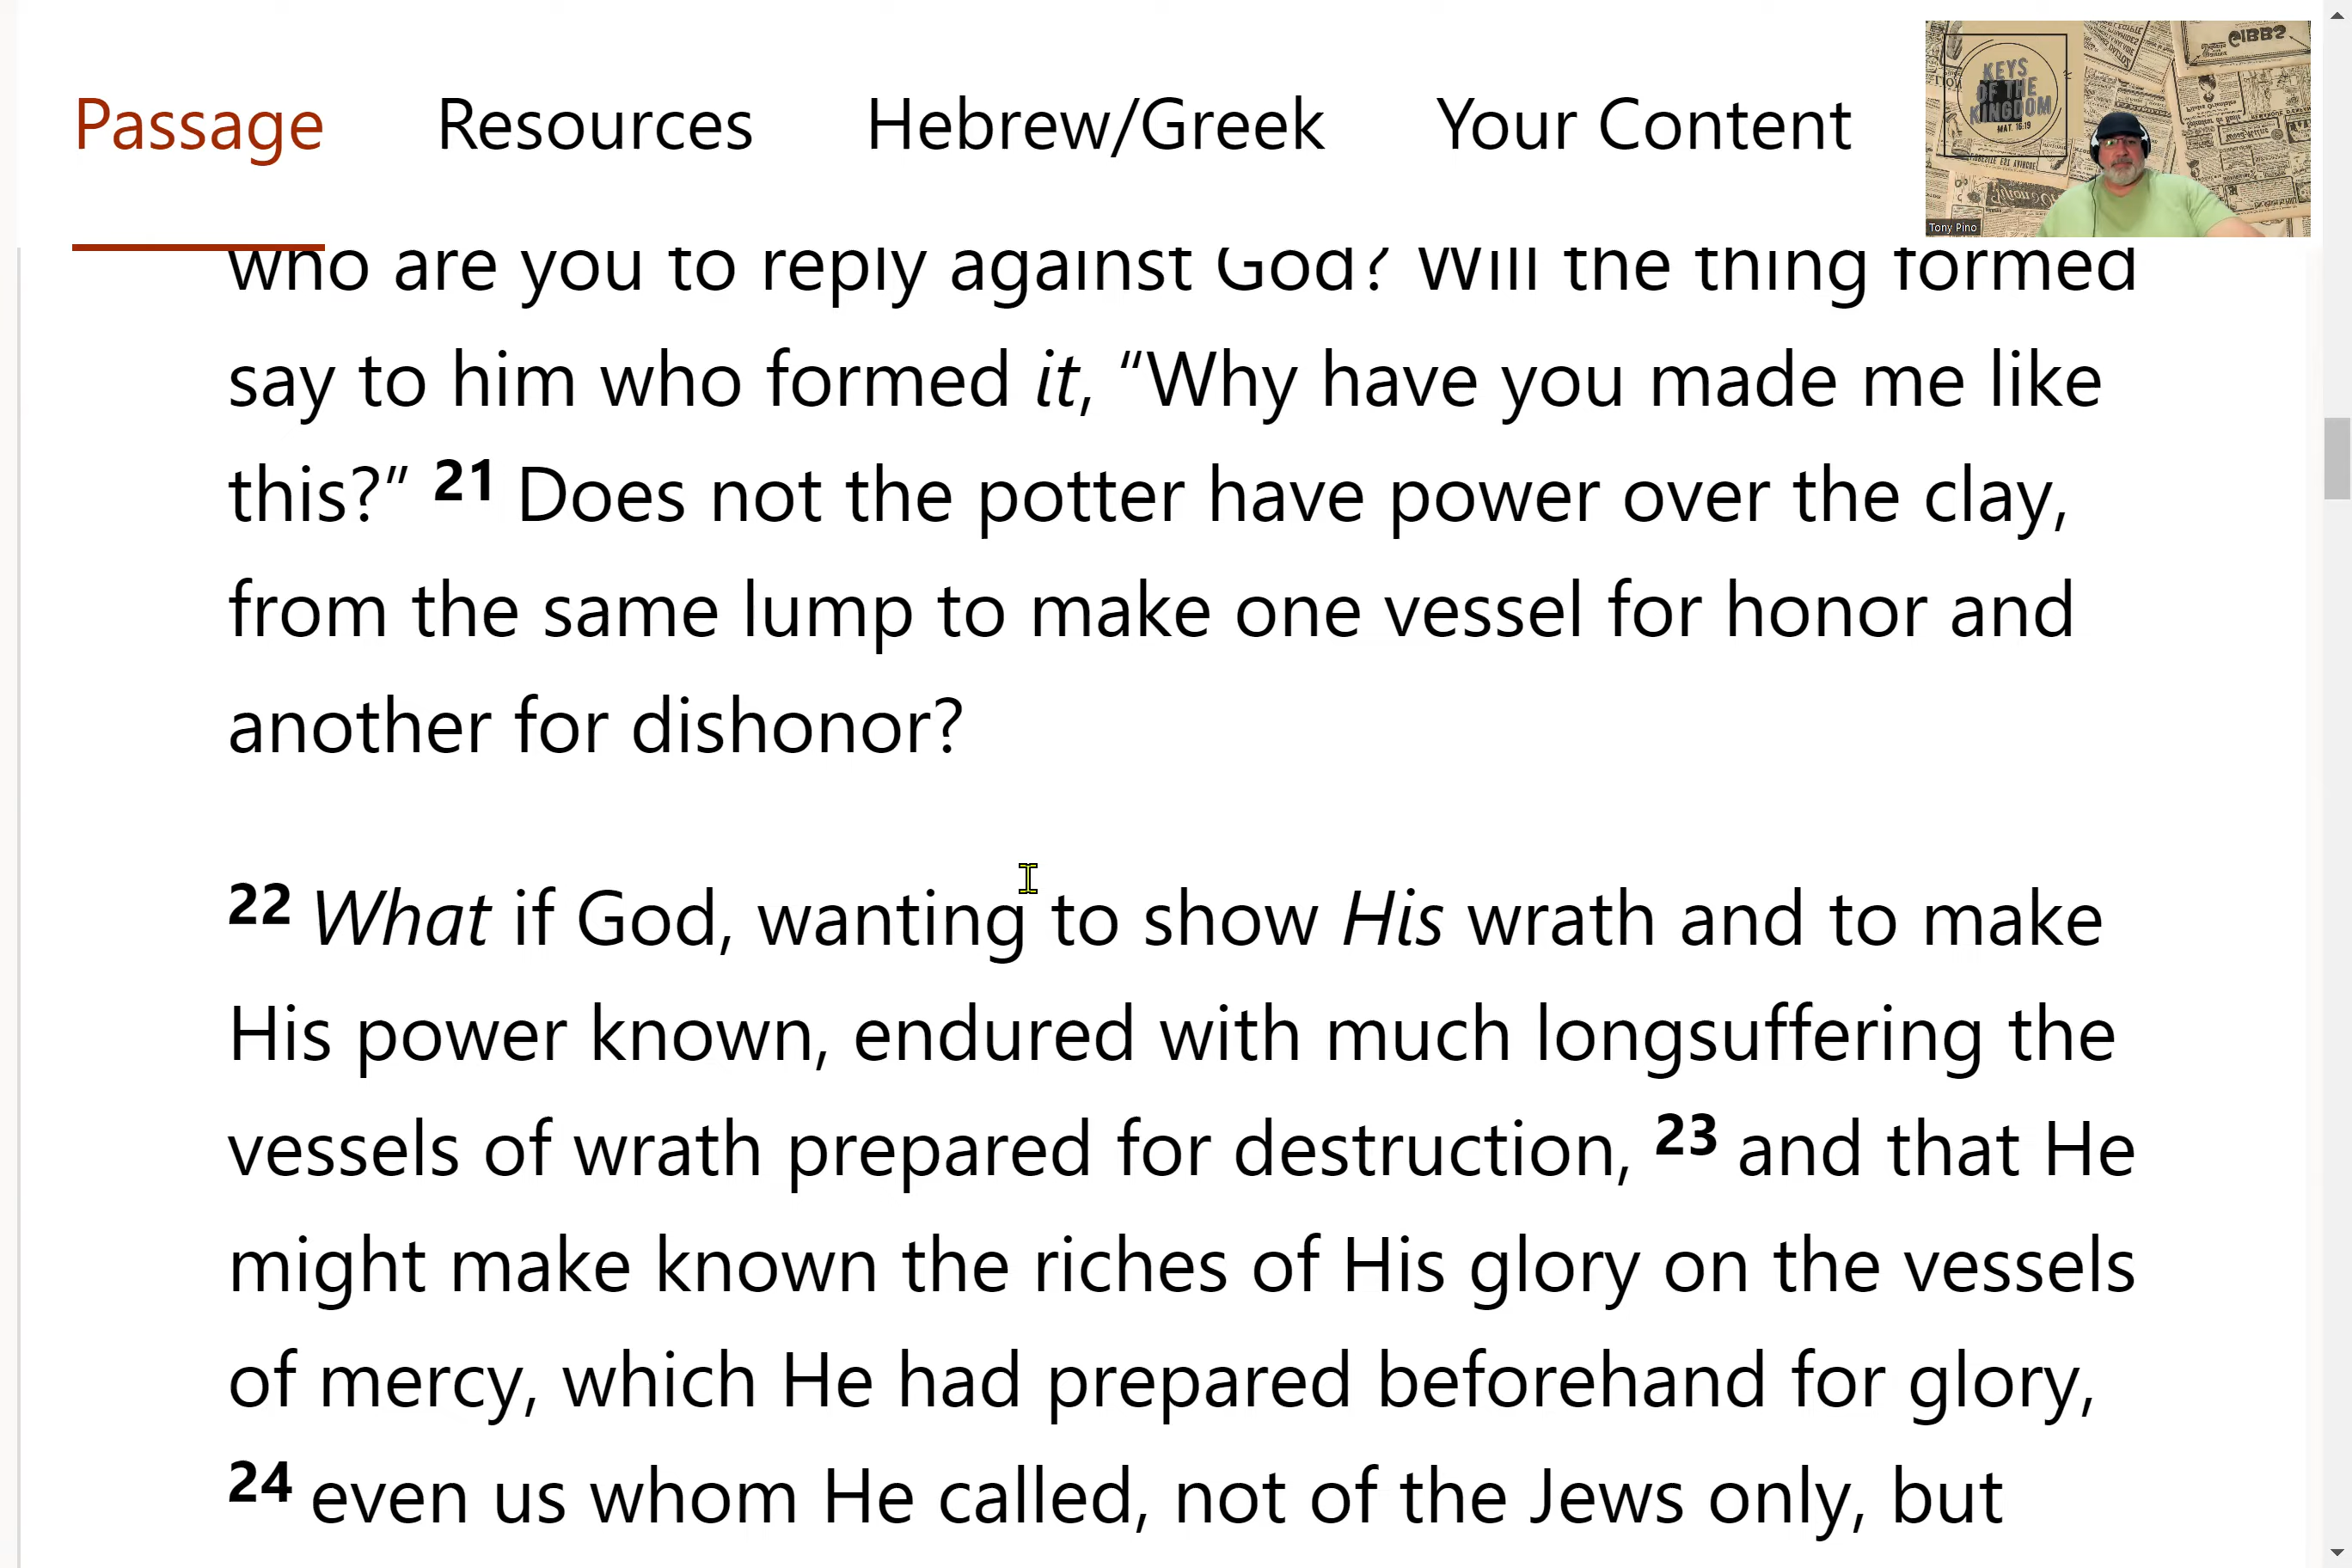 Passage Resources Hebrew/Greek Your Content
KEYS
OF THE
KINGDOM
MAT. 16:19
Tony Pino
who are you to reply against God? Will the thing formed
say to him who formed it, “Why have you made me like
this?” 21 Does not the potter have power over the clay,
from the same lump to make one vessel for honor and
another for dishonor?
22 What if God, wanting to show His wrath and to make
His power known, endured with much longsuffering the
vessels of wrath prepared for destruction, 23 and that He
might make known the riches of His glory on the vessels
of mercy, which He had prepared beforehand for glory,
24 even us whom He called, not of the Jews only, but